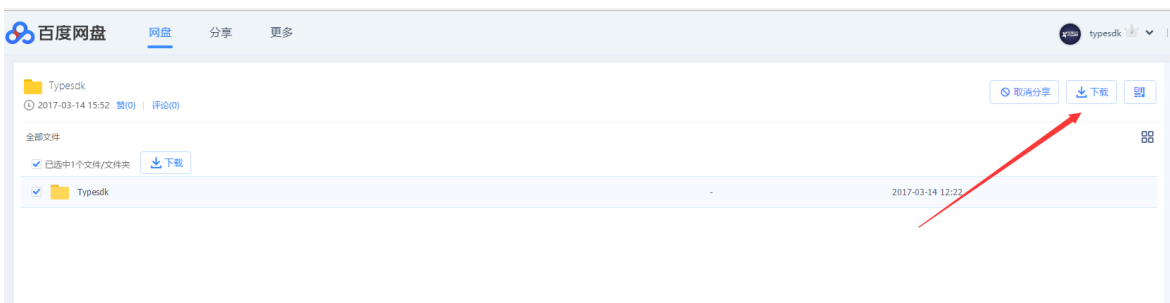 百度网盘 网盘 分享 更多 typesdk
Typesdk
2017-03-14 15:52 赞(0) | 评论(0) 取消分享 下载
全部文件
已选中1个文件/文件夹 下载
Typesdk - 2017-03-14 12:22